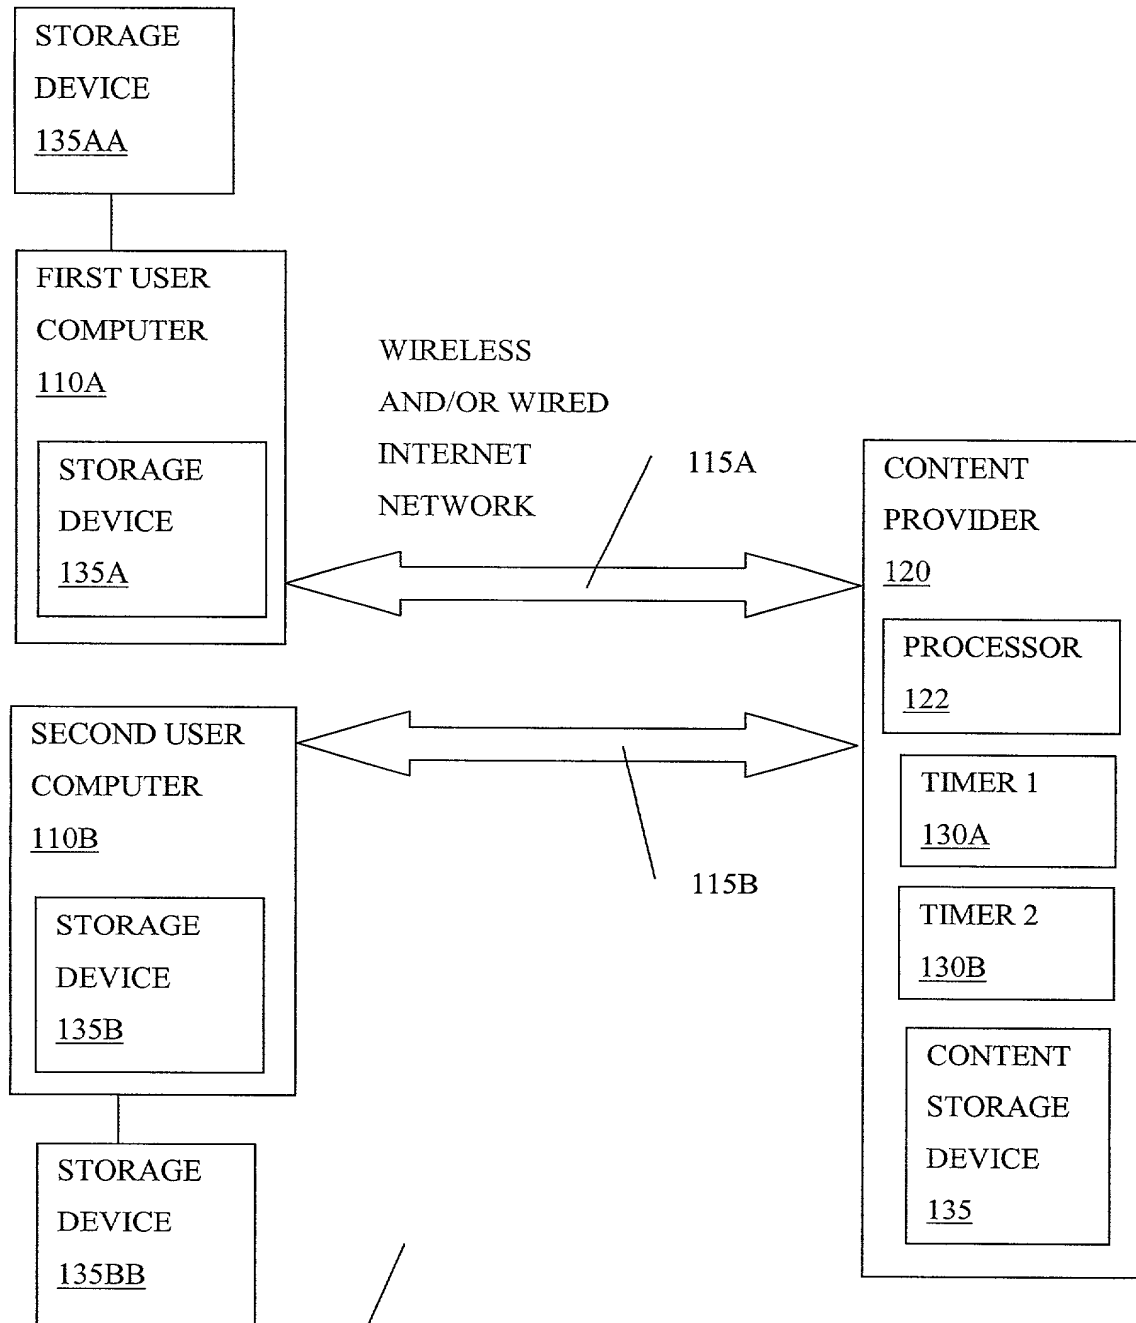 STORAGE
DEVICE
135AA
FIRST USER
COMPUTER
110A
STORAGE
DEVICE
135A
WIRELESS
AND/OR WIRED
INTERNET
NETWORK
115A
CONTENT
PROVIDER
120
PROCESSOR
122
TIMER 1
130A
TIMER 2
130B
CONTENT
STORAGE
DEVICE
135
SECOND USER
COMPUTER
110B
STORAGE
DEVICE
135B
115B
STORAGE
DEVICE
135BB